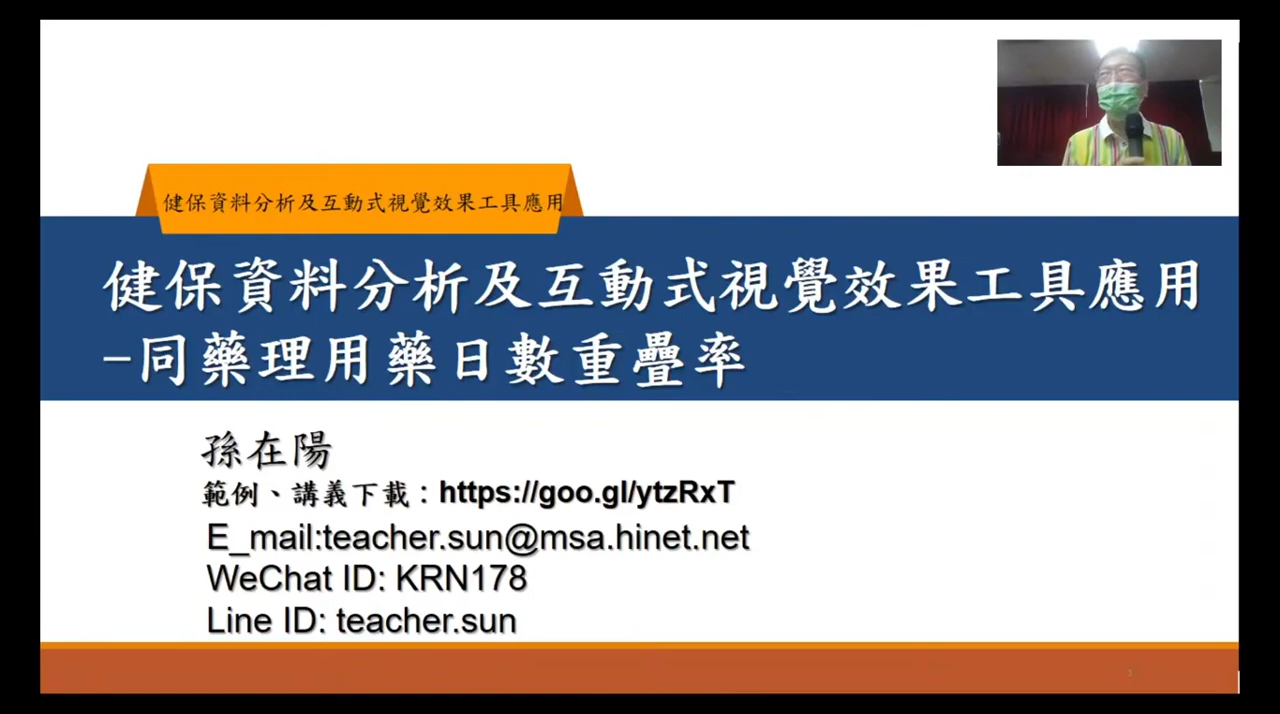 健保資料分析及互動式視覺效果工具應用
健保資料分析及互動式視覺效果工具應用
–同藥理用藥日數重疊率
孫在陽
範例、講義下載：https://goo.gl/ytzRxT
E_mail:teacher.sun@msa.hinet.net
WeChat ID: KRN178
Line ID: teacher.sun